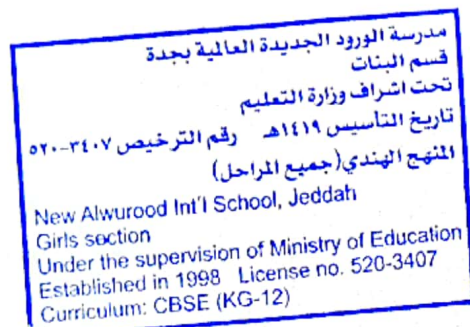 مدرسة الورود الجديدة العالمية بجدة
قسم البنات
تحت اشراف وزارة التعليم
تاريخ التأسيس ١٤١٩هـ رقم الترخيص ٣٤٠٧-٥٢٠
المنهج الهندي(جميع المراحل)
New Alwurood Int'l School, Jeddah
Girls section
Under the supervision of Ministry of Education
Established in 1998 License no. 520-3407
Curriculum: CBSE (KG-12)